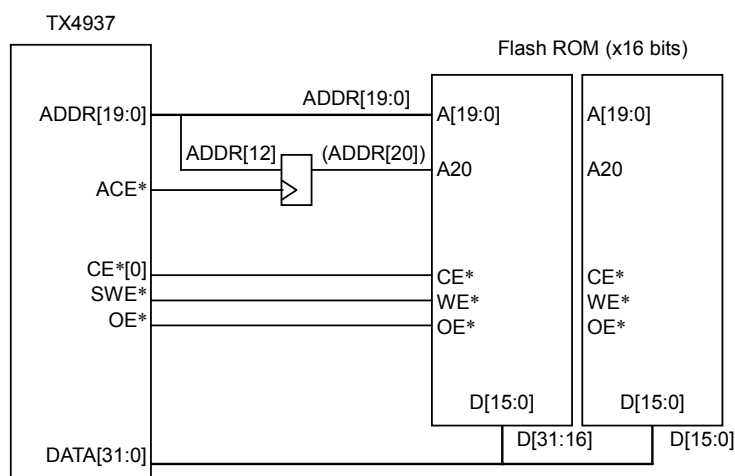 TX4937
Flash ROM (x16 bits)
ADDR[19:0]
ADDR[19:0]
A[19:0]
A[19:0]
ADDR[12]
(ADDR[20])
A20
A20
ACE*
CE*[0]
SWE*
OE*
CE*
WE*
OE*
CE*
WE*
OE*
D[15:0]
D[15:0]
D[31:16]
D[15:0]
DATA[31:0]